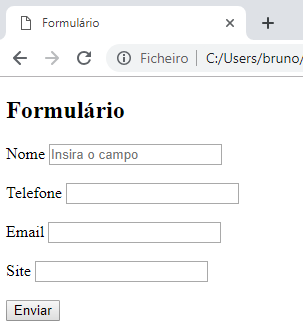 Formulário
Ficheiro | C:/Users/bruno/
Formulário
Nome Insira o campo
Telefone
Email
Site
Enviar